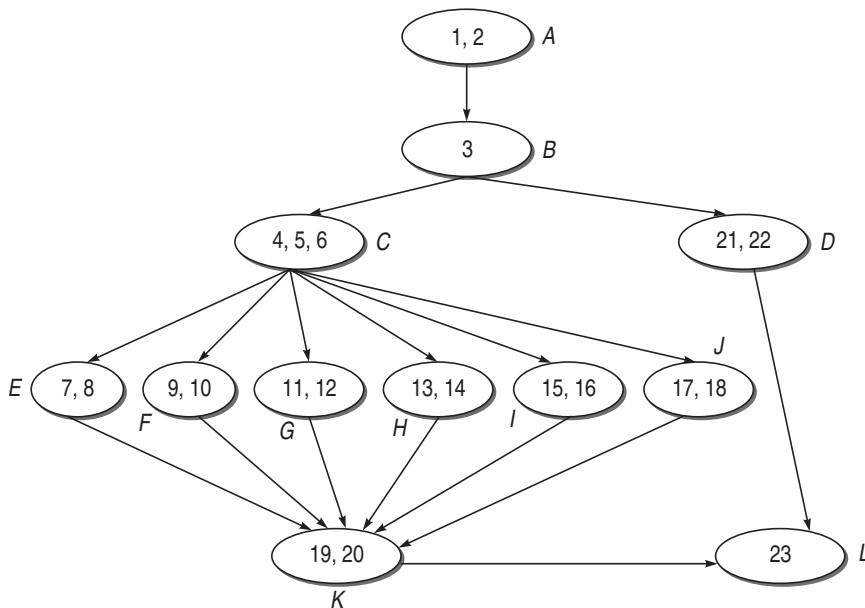 1, 2 A
3 B
4, 5, 6 C
21, 22 D
J
E 7, 8
9, 10
11, 12
13, 14
15, 16
17, 18
F
G
H
I
19, 20
23 L
K